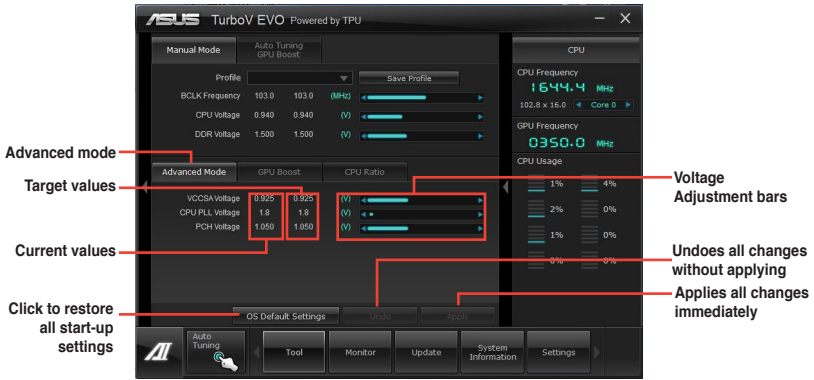 ASUS TurboV EVO Powered by TPU
Manual Mode
Auto Tuning
GPU Boost
Profile
Save Profile
BCLK Frequency 103.0 103.0 (MHz)
CPU Voltage 0.940 0.940 (V)
DDR Voltage 1.500 1.500 (V)
Advanced Mode
GPU Boost
CPU Ratio
VCCSA Voltage 0.925 0.925 (V)
CPU PLL Voltage 1.8 1.8 (V)
PCH Voltage 1.050 1.050 (V)
OS Default Settings
Undo
Apply
CPU
CPU Frequency
1644.4 MHz
102.8 x 16.0 Core 0
GPU Frequency
0350.0 MHz
CPU Usage
1% 4%
2% 0%
1% 0%
0% 0%
Auto
Tuning
Tool
Monitor
Update
System
Information
Settings
Advanced mode
Target values
Current values
Click to restore
all start-up
settings
Voltage
Adjustment bars
Undoes all changes
without applying
Applies all changes
immediately